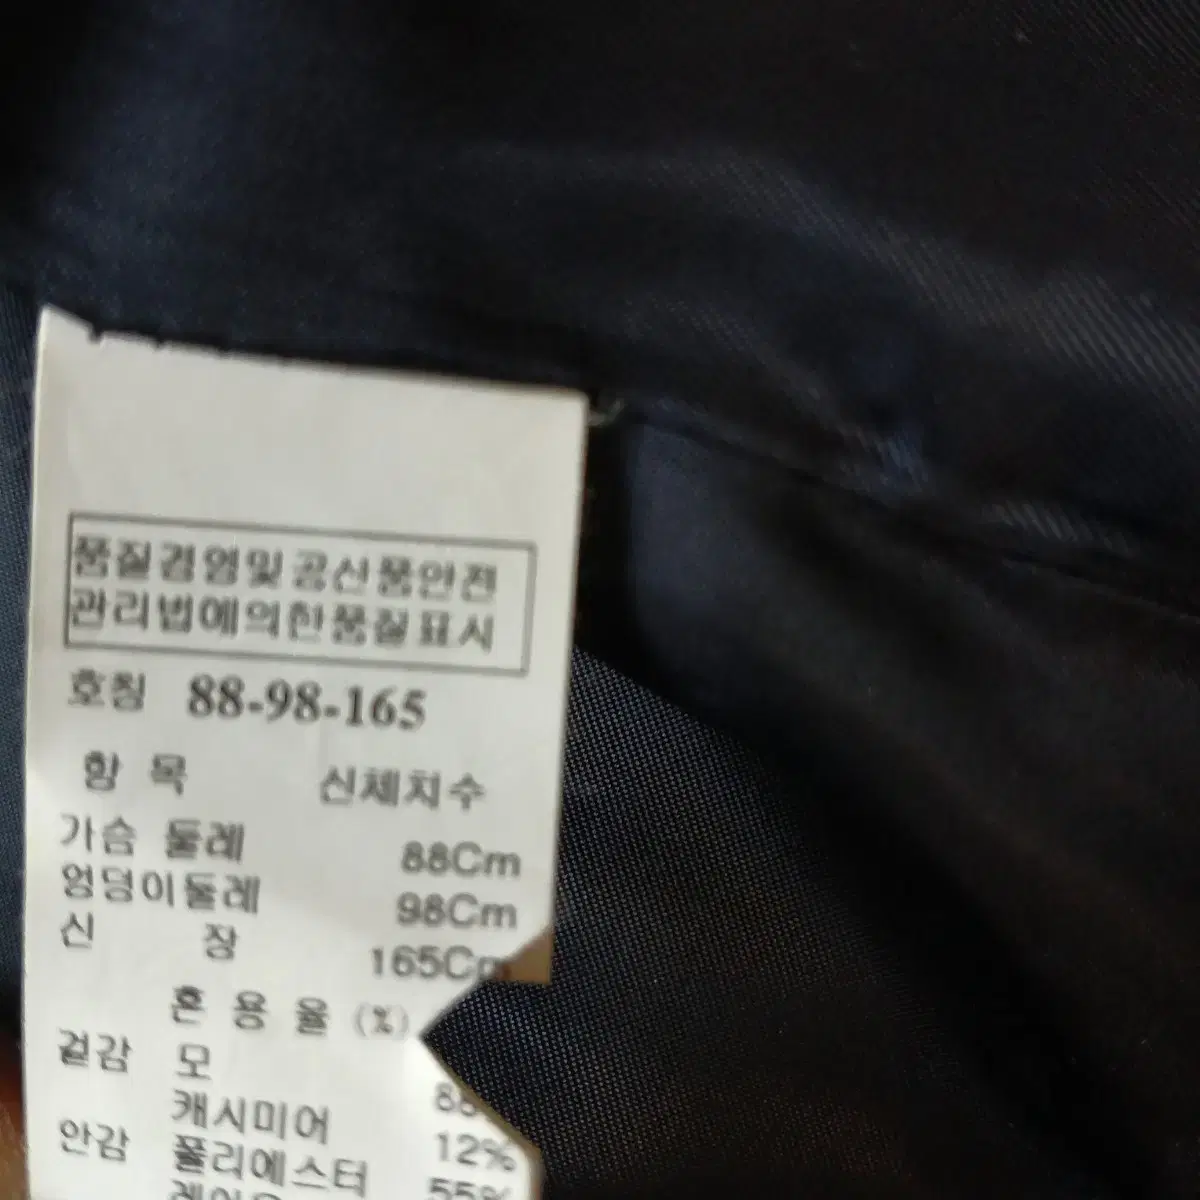 품질경영및공산품안전
관리법에의한품질표시
호칭 88-98-165
항 목 신체치수
가슴 둘레 88Cm
엉덩이둘레 98Cm
신 장 165Cm
혼 용 율 (%)
겉감 모
캐시미어 12%
안감 폴리에스터 55%